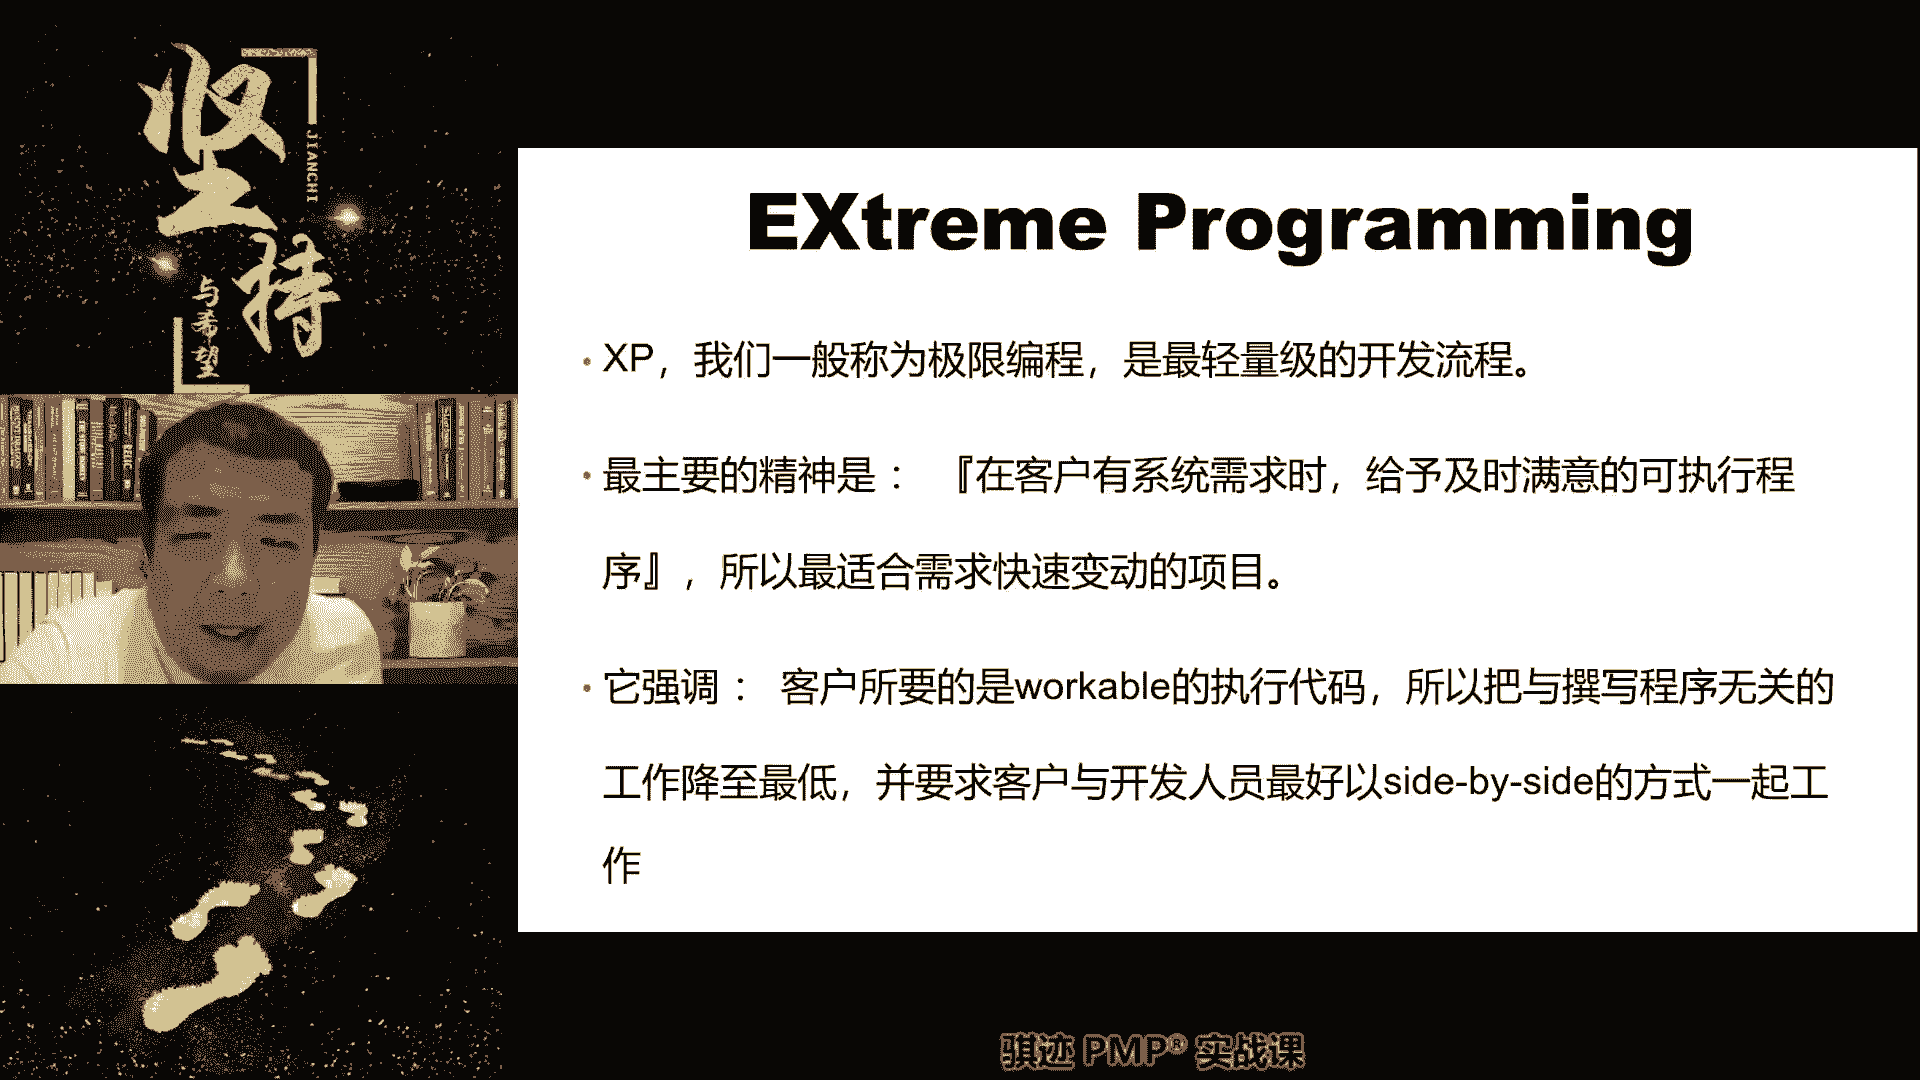 坚持
JIANCHI
与希望
EXtreme Programming
• XP，我们一般称为极限编程，是最轻量级的开发流程。
• 最主要的精神是： 『在客户有系统需求时，给予及时满意的可执行程
序』，所以最适合需求快速变动的项目。
• 它强调： 客户所要的是workable的执行代码，所以把与撰写程序无关的
工作降至最低，并要求客户与开发人员最好以side-by-side的方式一起工
作
骐迹 PMP® 实战课